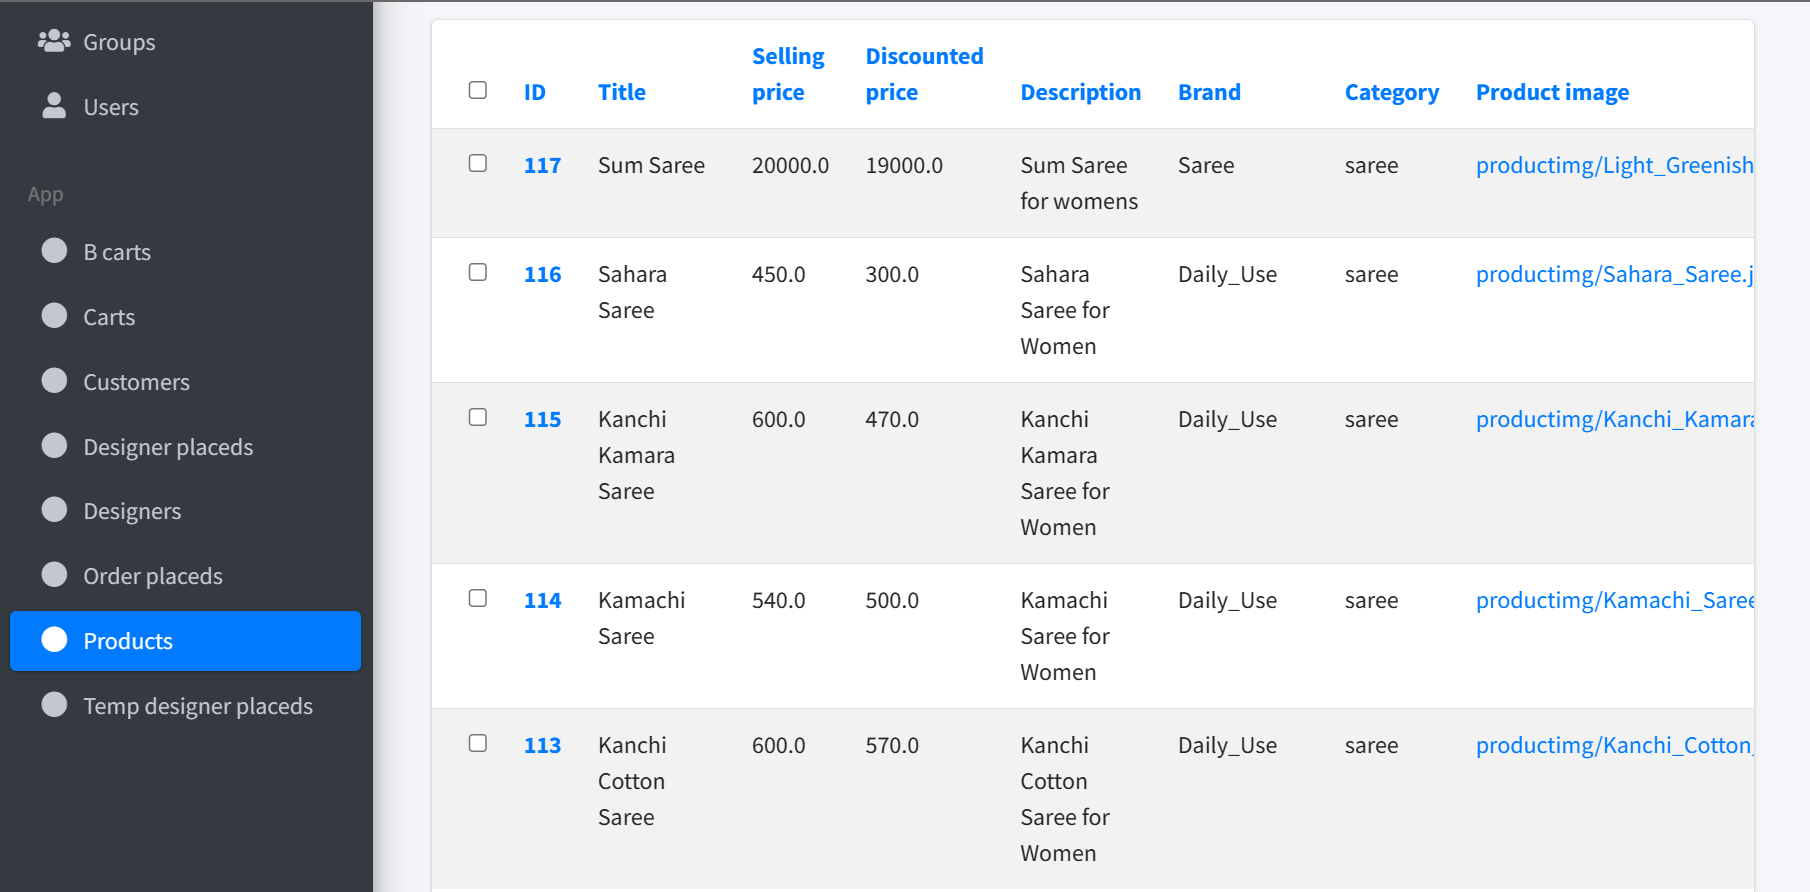 Groups
Users
App
B carts
Carts
Customers
Designer placeds
Designers
Order placeds
Products
Temp designer placeds
ID
Title
Selling
price
Discounted
price
Description
Brand
Category
Product image
117
Sum Saree
20000.0
19000.0
Sum Saree
for womens
Saree
saree
productimg/Light_Greenish
116
Sahara
Saree
450.0
300.0
Sahara
Saree for
Women
Daily_Use
saree
productimg/Sahara_Saree.j
115
Kanchi
Kamara
Saree
600.0
470.0
Kanchi
Kamara
Saree for
Women
Daily_Use
saree
productimg/Kanchi_Kamara
114
Kamachi
Saree
540.0
500.0
Kamachi
Saree for
Women
Daily_Use
saree
productimg/Kamachi_Saree
113
Kanchi
Cotton
Saree
600.0
570.0
Kanchi
Cotton
Saree for
Women
Daily_Use
saree
productimg/Kanchi_Cotton_